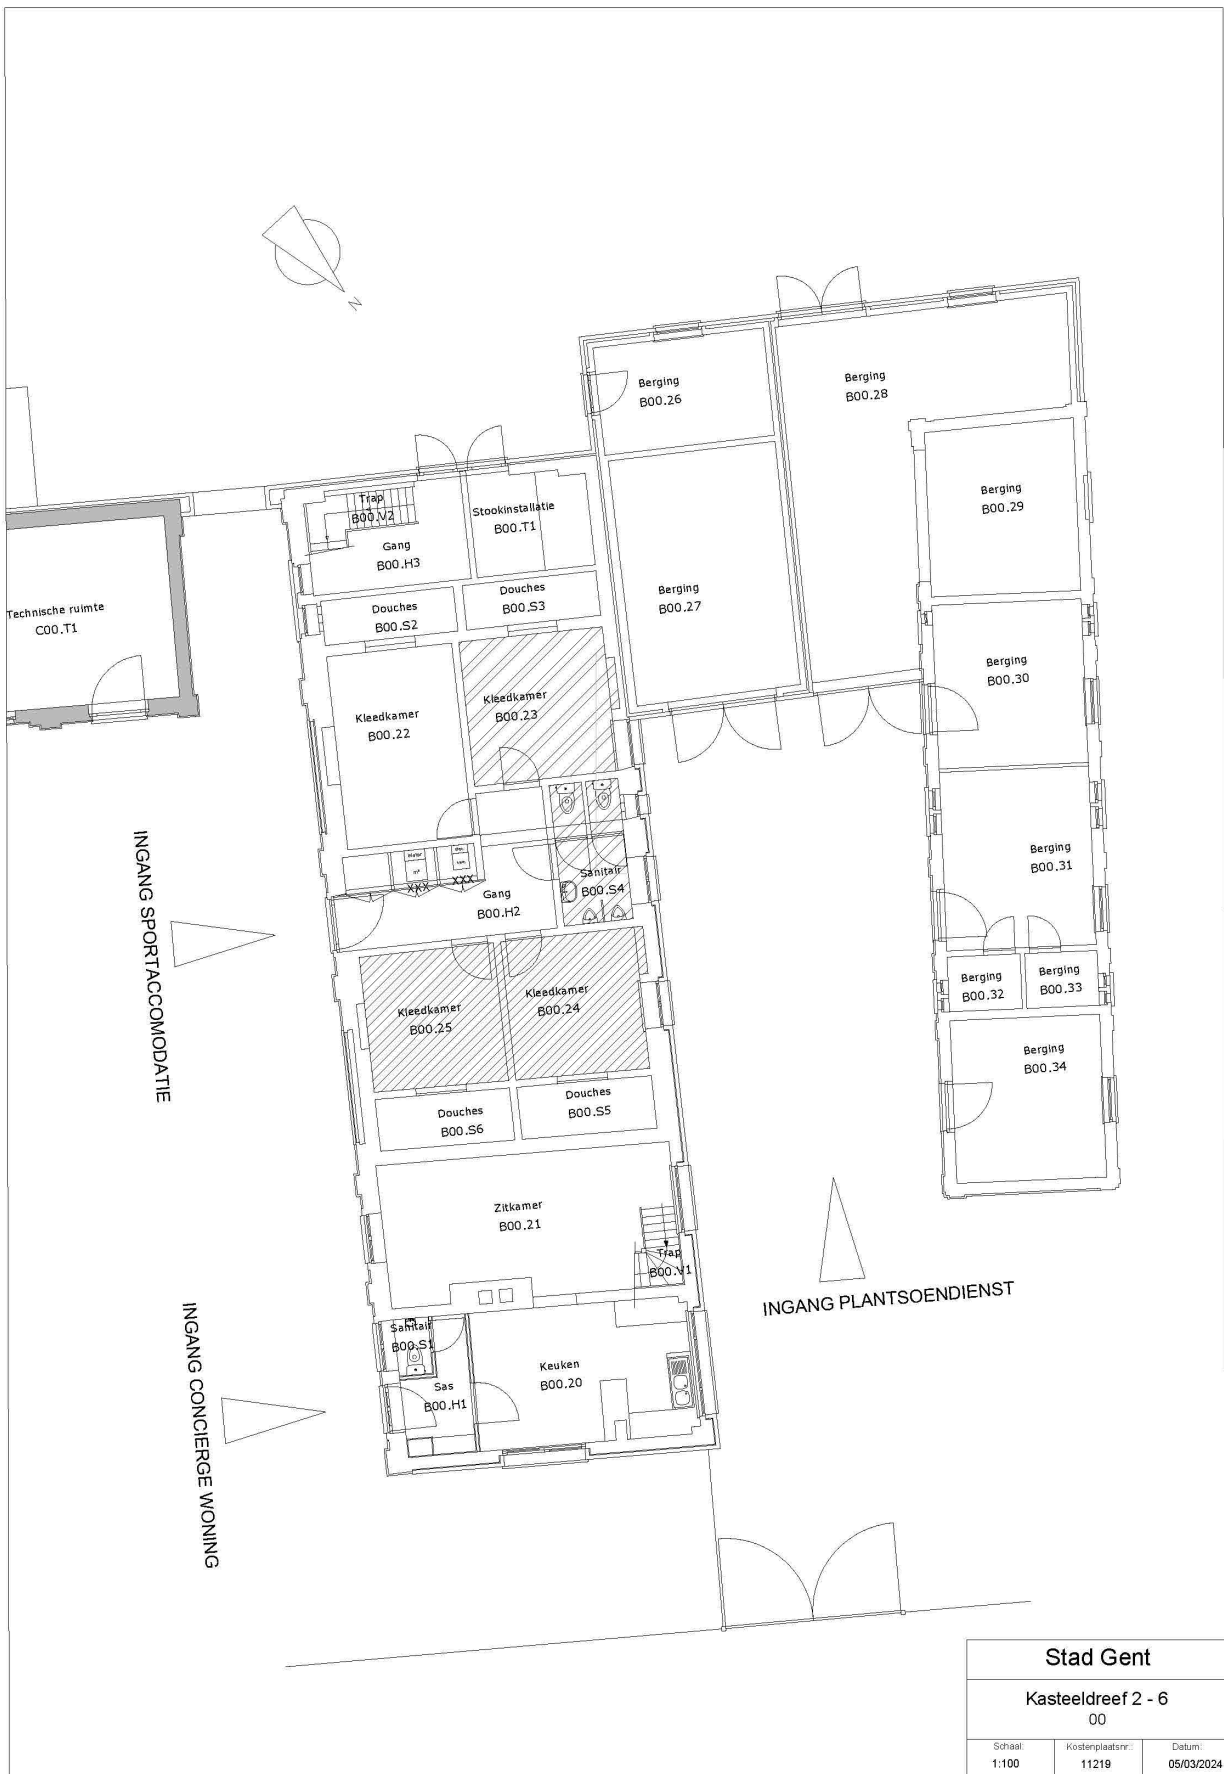 N
Berging
B00.26
Berging
B00.28
Berging
B00.29
Trap
B00.V2
Stookinstallatie
B00.T1
Gang
B00.H3
Douches
B00.S3
Douches
B00.S2
Berging
B00.27
Technische ruimte
C00.T1
Berging
B00.30
Kleedkamer
B00.23
Kleedkamer
B00.22
Berging
B00.31
Sanitair
B00.S4
XXX
XXX
m³
Gang
B00.H2
INGANG SPORTACCOMODATIE
Berging
B00.32
Berging
B00.33
Kleedkamer
B00.24
Kleedkamer
B00.25
Berging
B00.34
Douches
B00.S5
Douches
B00.S6
Zitkamer
B00.21
Trap
B00.V1
INGANG PLANTSOENDIENST
Sanitair
B00.S1
Keuken
B00.20
Sas
B00.H1
INGANG CONCIERGE WONING
Stad Gent
Kasteeldreef 2 - 6
00
Schaal:
1:100
Kostenplaatsnr.:
11219
Datum:
05/03/2024